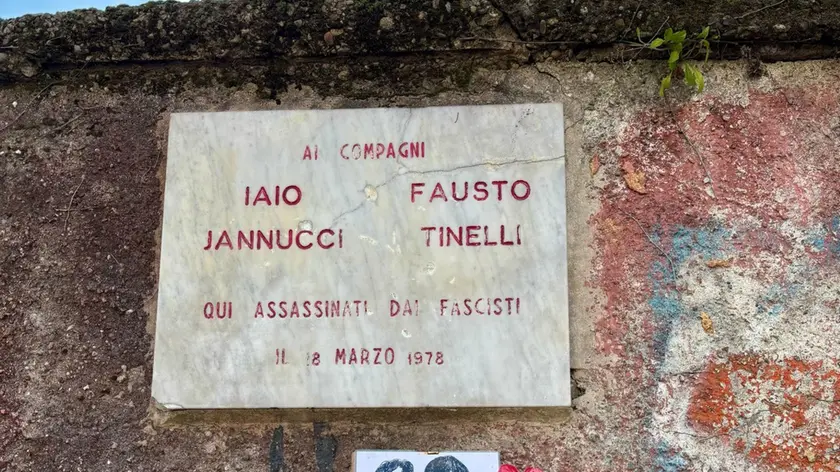 AI COMPAGNI
IAIO FAUSTO
JANNUCCI TINELLI
QUI ASSASSINATI DAI FASCISTI
IL 18 MARZO 1978